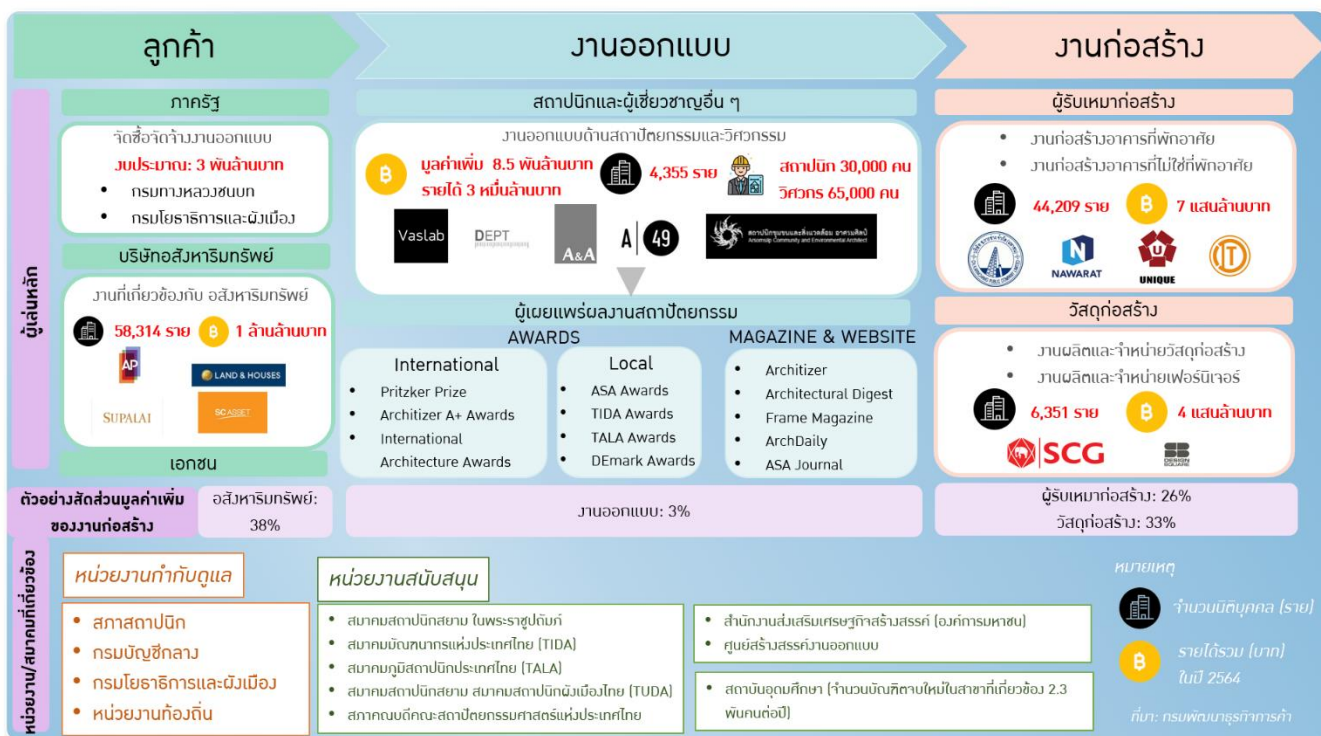 ลูกค้า
งานออกแบบ
งานก่อสร้าง
ผู้เล่นหลัก
ภาครัฐ
จัดซื้อจัดจ้างงานออกแบบ
งบประมาณ: 3 พันล้านบาท
• กรมทางหลวงชนบท
• กรมโยธาธิการและผังเมือง
บริษัทอสังหาริมทรัพย์
งานที่เกี่ยวข้องกับ อสังหาริมทรัพย์
58,314 ราย
฿ 1 ล้านล้านบาท
AP
LAND & HOUSES
SUPALAI
SC ASSET
เอกชน
สถาปนิกและผู้เชี่ยวชาญอื่น ๆ
งานออกแบบด้านสถาปัตยกรรมและวิศวกรรม
฿ มูลค่าเพิ่ม 8.5 พันล้านบาท
รายได้ 3 หมื่นล้านบาท
4,355 ราย
สถาปนิก 30,000 คน
วิศวกร 65,000 คน
Vaslab
DEPT
A&A
A 49
สถาปนิกชุมชนและสิ่งแวดล้อม อาศรมศิลป์
Arsomsilp Community and Environmental Architect
ผู้เผยแพร่ผลงานสถาปัตยกรรม
AWARDS
MAGAZINE & WEBSITE
International
• Pritzker Prize
• Architizer A+ Awards
• International
Architecture Awards
Local
• ASA Awards
• TIDA Awards
• TALA Awards
• DEmark Awards
• Architizer
• Architectural Digest
• Frame Magazine
• ArchDaily
• ASA Journal
ผู้รับเหมาก่อสร้าง
• งานก่อสร้างอาคารที่พักอาศัย
• งานก่อสร้างอาคารที่ไม่ใช่ที่พักอาศัย
44,209 ราย
฿ 7 แสนล้านบาท
NAWARAT
UNIQUE
วัสดุก่อสร้าง
• งานผลิตและจำหน่ายวัสดุก่อสร้าง
• งานผลิตและจำหน่ายเฟอร์นิเจอร์
6,351 ราย
฿ 4 แสนล้านบาท
SCG
SB
DESIGN
SQUARE
ตัวอย่างสัดส่วนมูลค่าเพิ่ม
ของงานก่อสร้าง
อสังหาริมทรัพย์:
38%
งานออกแบบ: 3%
ผู้รับเหมาก่อสร้าง: 26%
วัสดุก่อสร้าง: 33%
หน่วยงาน/สมาคมที่เกี่ยวข้อง
หน่วยงานกำกับดูแล
• สภาสถาปนิก
• กรมบัญชีกลาง
• กรมโยธาธิการและผังเมือง
• หน่วยงานท้องถิ่น
หน่วยงานสนับสนุน
• สมาคมสถาปนิกสยาม ในพระราชูปถัมภ์
• สมาคมมัณฑนากรแห่งประเทศไทย (TIDA)
• สมาคมภูมิสถาปนิกประเทศไทย (TALA)
• สมาคมสถาปนิกสยาม สมาคมสถาปนิกผังเมืองไทย (TUDA)
• สภาคณบดีคณะสถาปัตยกรรมศาสตร์แห่งประเทศไทย
• สำนักงานส่งเสริมเศรษฐกิจสร้างสรรค์ (องค์การมหาชน)
• ศูนย์สร้างสรรค์งานออกแบบ
• สถาบันอุดมศึกษา (จำนวนบัณฑิตจบใหม่ในสาขาที่เกี่ยวข้อง 2.3
พันคนต่อปี)
หมายเหตุ
จำนวนนิติบุคคล (ราย)
฿ รายได้รวม (บาท)
ในปี 2564
ที่มา: กรมพัฒนาธุรกิจการค้า